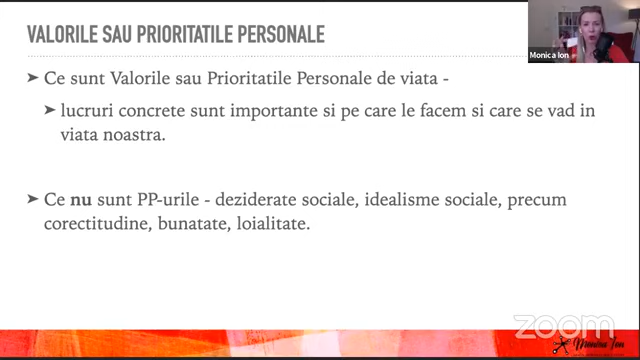 VALORILE SAU PRIORITATILE PERSONALE
Monica Ion
➤ Ce sunt Valorile sau Prioritatile Personale de viata -
➤ lucruri concrete sunt importante si pe care le facem si care se vad in
viata noastra.
➤ Ce nu sunt PP-urile - deziderate sociale, idealisme sociale, precum
corectitudine, bunatate, loialitate.
zoom
Monica Ion